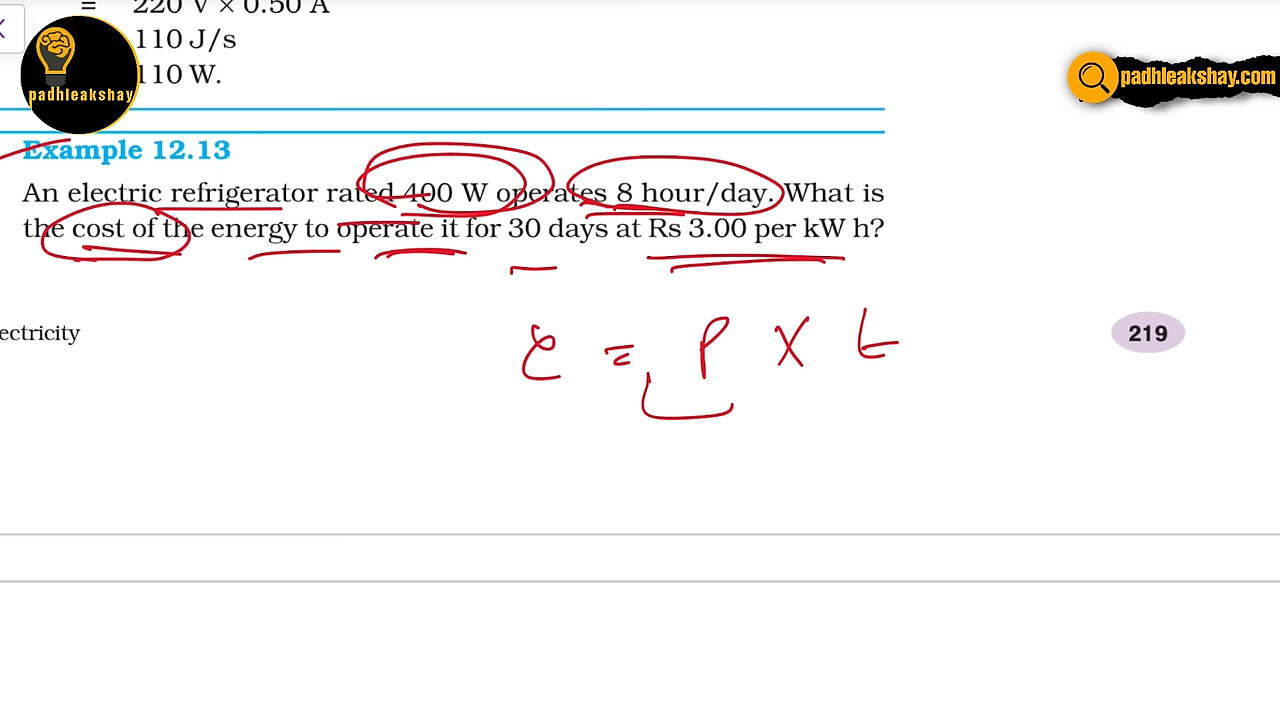 = 220 V × 0.50 A
110 J/s
110 W.
padhleakshay
padhleakshay.com
Example 12.13
An electric refrigerator rated 400 W operates 8 hour/day. What is
the cost of the energy to operate it for 30 days at Rs 3.00 per kW h?
ectricity
219
E = P × t